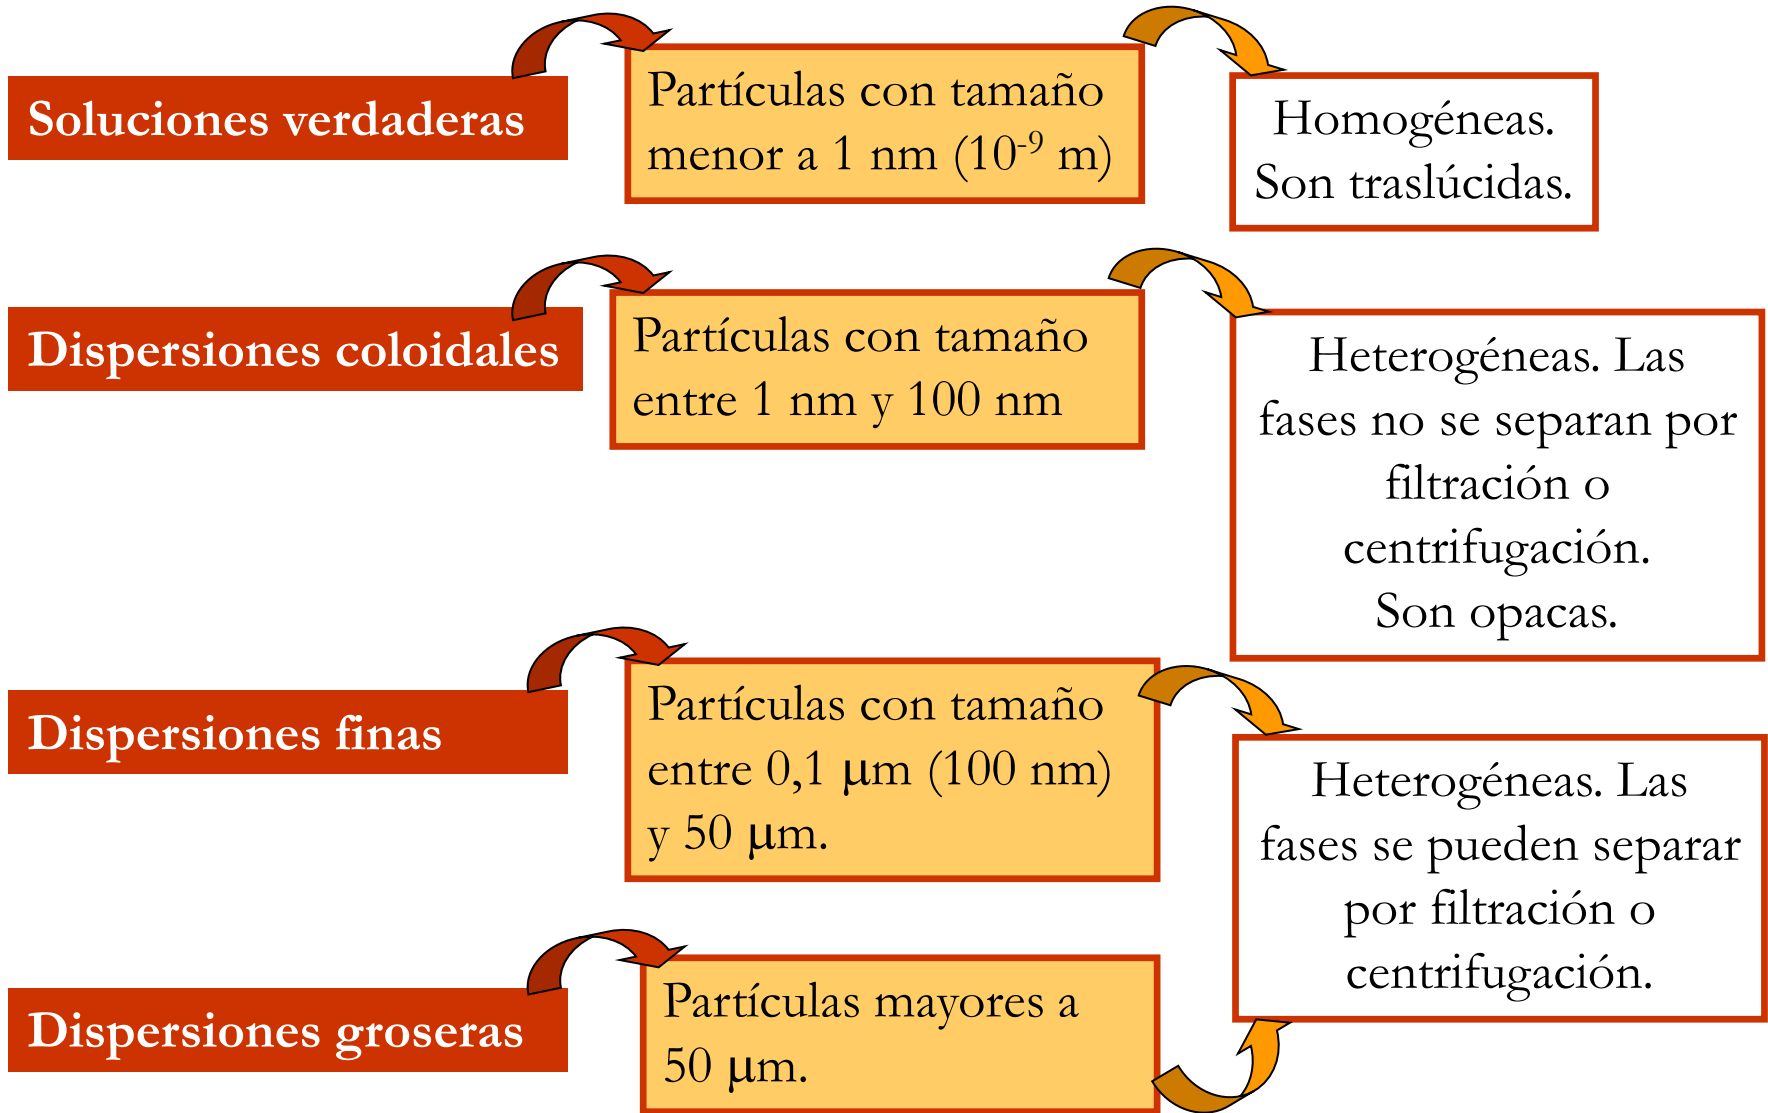 Soluciones verdaderas
Partículas con tamaño
menor a 1 nm (10⁻⁹ m)
Homogéneas.
Son traslúcidas.
Dispersiones coloidales
Partículas con tamaño
entre 1 nm y 100 nm
Heterogéneas. Las
fases no se separan por
filtración o
centrifugación.
Son opacas.
Dispersiones finas
Partículas con tamaño
entre 0,1 μm (100 nm)
y 50 μm.
Heterogéneas. Las
fases se pueden separar
por filtración o
centrifugación.
Dispersiones groseras
Partículas mayores a
50 μm.